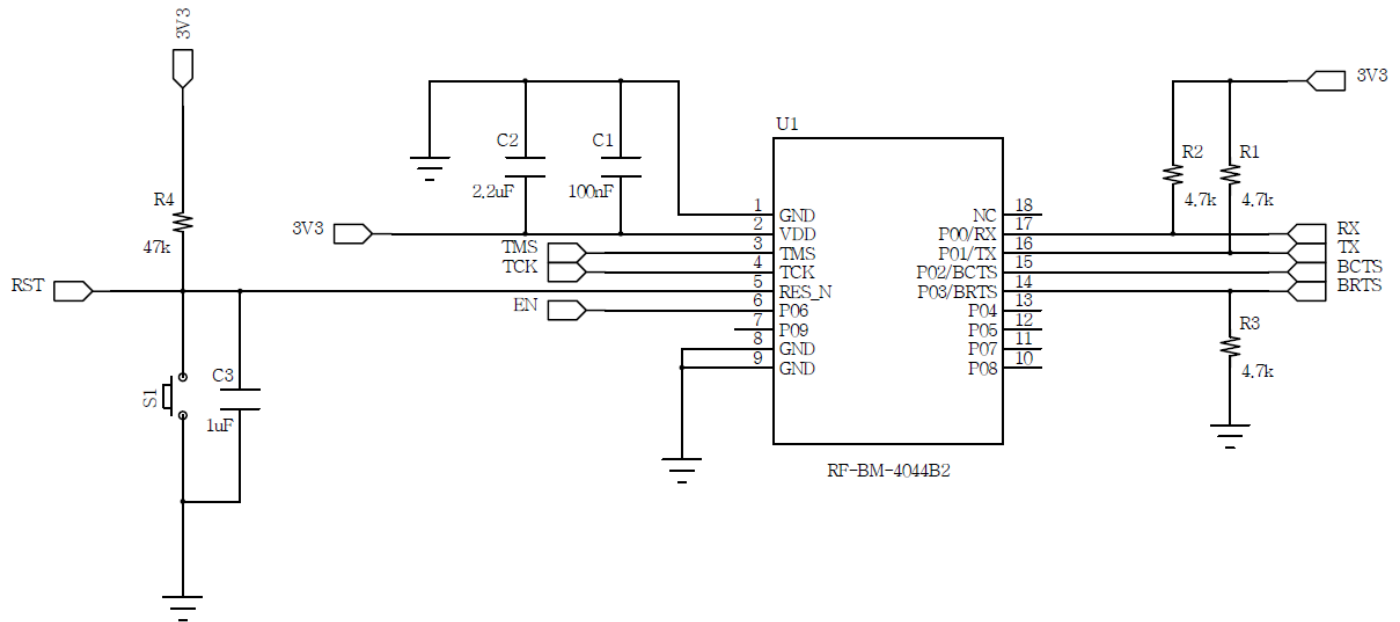 3V3
R4
47k
RST
S1
C3
1uF
C2
2.2uF
C1
100nF
3V3
TMS
TCK
EN
U1
1 GND
2 VDD
3 TMS
4 TCK
5 RES_N
6 P06
7 P09
8 GND
9 GND
NC 18
P00/RX 17
P01/TX 16
P02/BCTS 15
P03/BRTS 14
P04 13
P05 12
P07 11
P08 10
RF-BM-4044B2
3V3
R2
4.7k
R1
4.7k
RX
TX
BCTS
BRTS
R3
4.7k